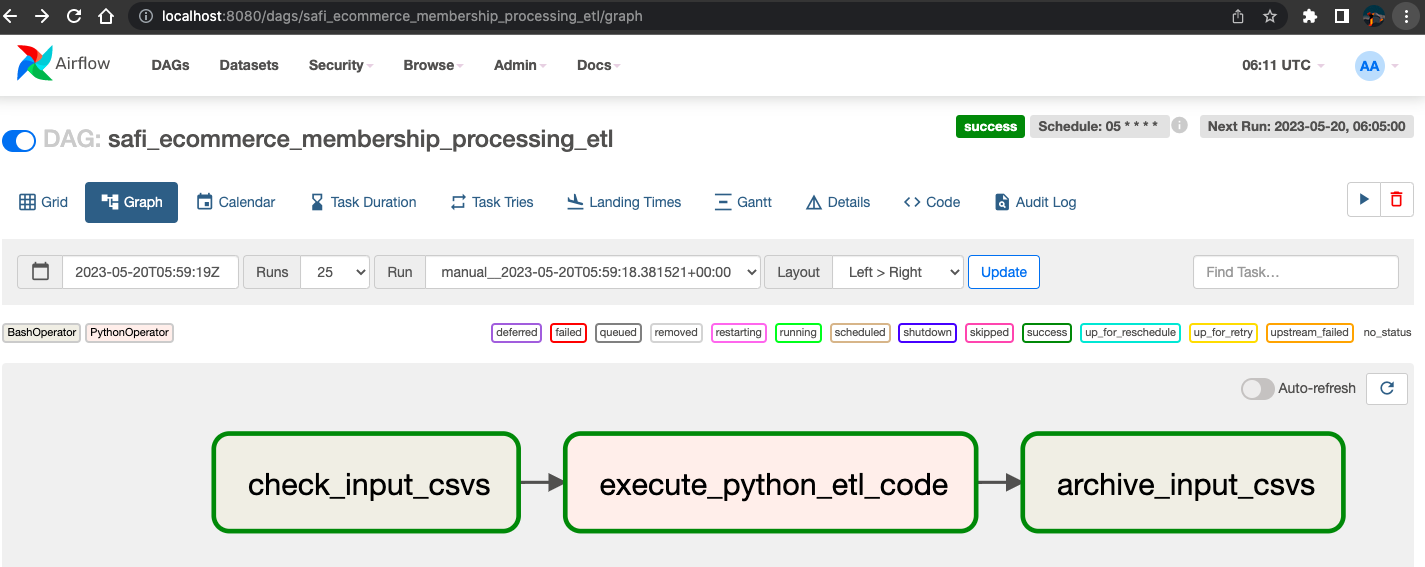 localhost:8080/dags/safi_ecommerce_membership_processing_etl/graph
Airflow DAGs Datasets Security Browse Admin Docs 06:11 UTC AA
DAG: safi_ecommerce_membership_processing_etl success Schedule: 05 * * * * i Next Run: 2023-05-20, 06:05:00
Grid Graph Calendar Task Duration Task Tries Landing Times Gantt Details Code Audit Log
2023-05-20T05:59:19Z Runs 25 Run manual__2023-05-20T05:59:18.381521+00:00 Layout Left > Right Update Find Task…
BashOperator PythonOperator deferred failed queued removed restarting running scheduled shutdown skipped success up_for_reschedule up_for_retry upstream_failed no_status
Auto-refresh
check_input_csvs execute_python_etl_code archive_input_csvs